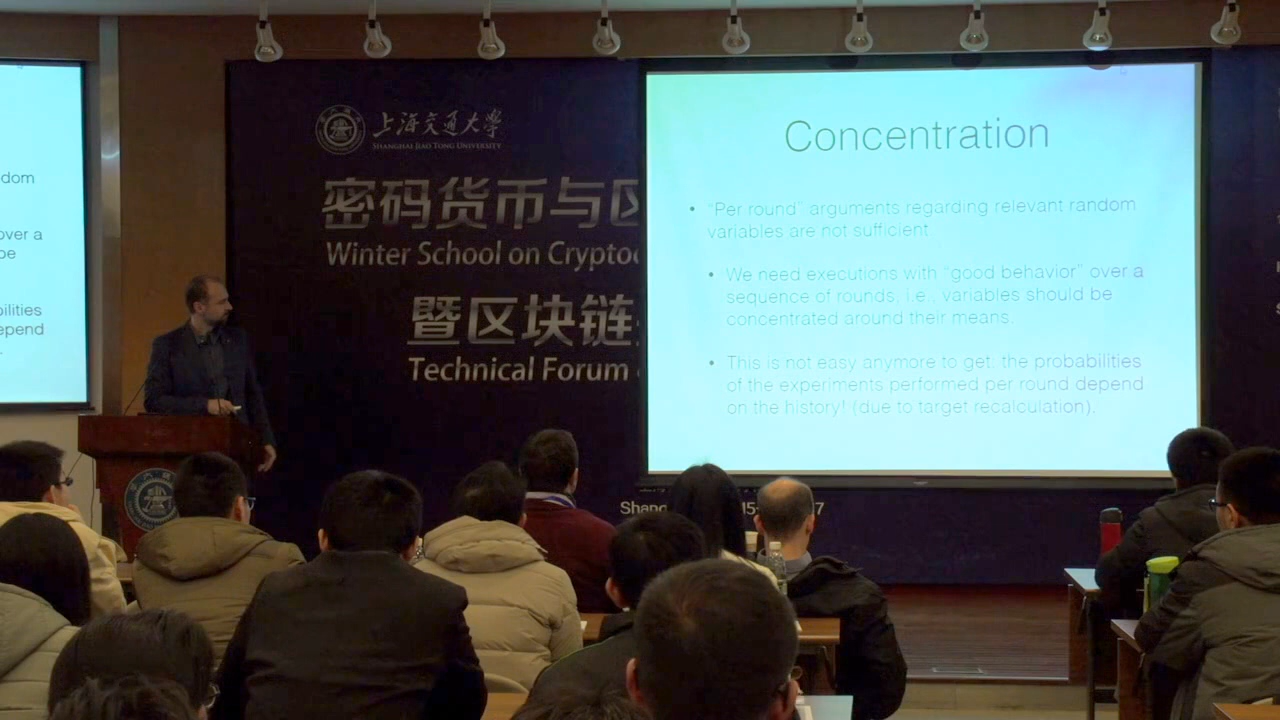 上海交通大学
SHANGHAI JIAO TONG UNIVERSITY
密码货币与区
Winter School on Cryptoc
暨区块链
Technical Forum
Concentration
• "Per round" arguments regarding relevant random
variables are not sufficient.
• We need executions with "good behavior" over a
sequence of rounds, i.e., variables should be
concentrated around their means.
• This is not easy anymore to get: the probabilities
of the experiments performed per round depend
on the history! (due to target recalculation).
dom
over a
be
bilities
epend